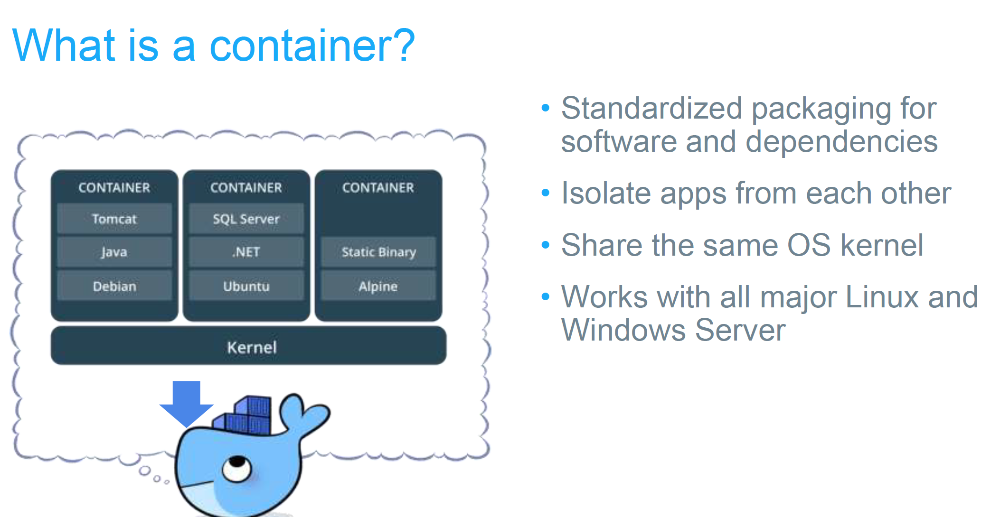 What is a container?
CONTAINER
Tomcat
Java
Debian
CONTAINER
SQL Server
.NET
Ubuntu
CONTAINER
Static Binary
Alpine
Kernel
• Standardized packaging for
software and dependencies
• Isolate apps from each other
• Share the same OS kernel
• Works with all major Linux and
Windows Server